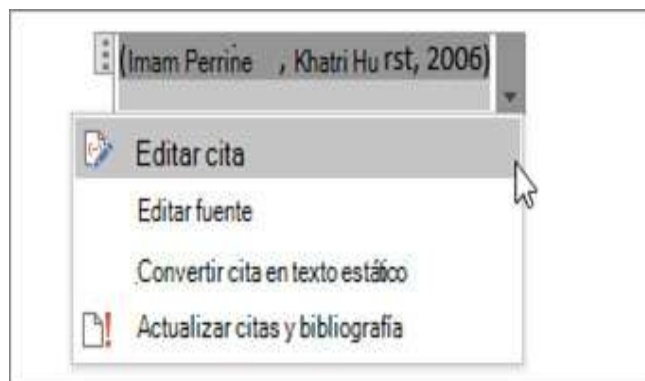 (Imam Perrine , Khatri Hu rst, 2006)
Editar cita
Editar fuente
Convertir cita en texto estático
Actualizar citas y bibliografía